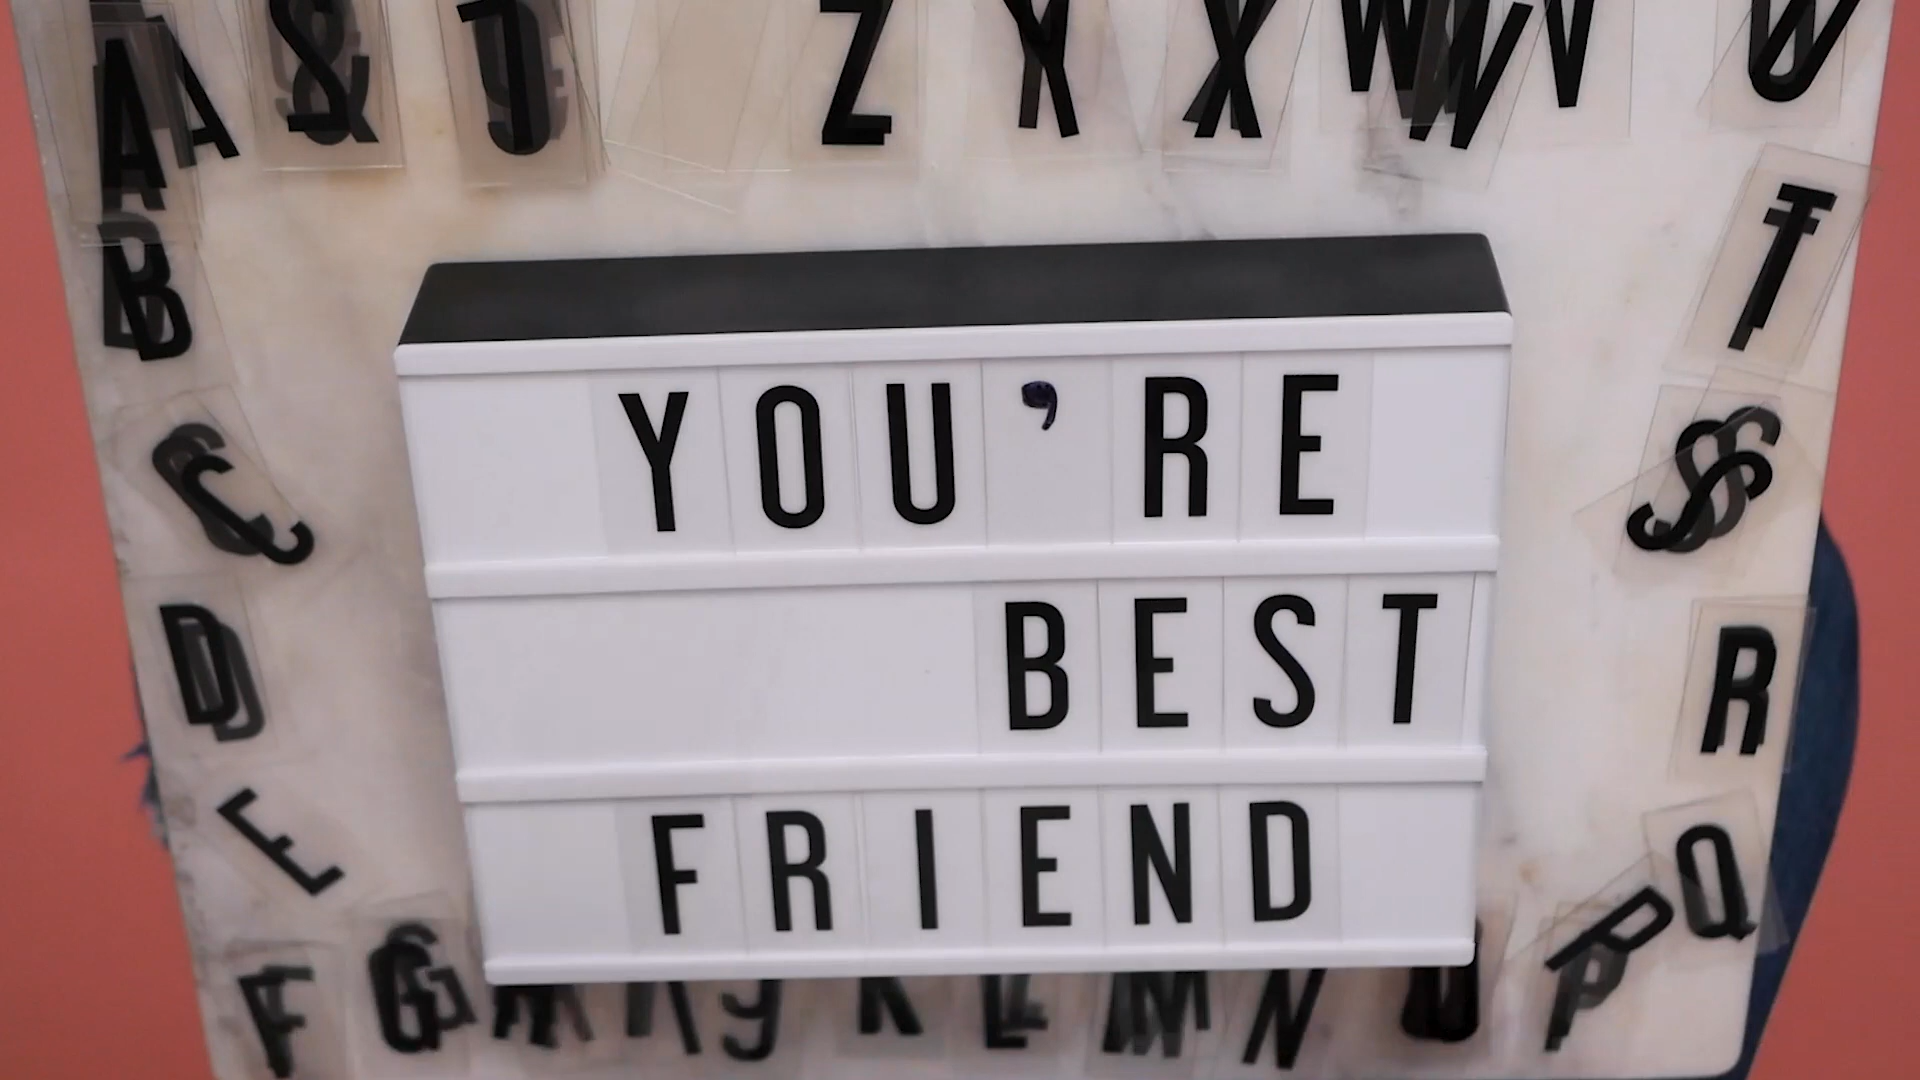 YOU'RE
BEST
FRIEND
A A & S J Z Y X W W V U
B T
C S
D R
E Q
F G K L M N O P